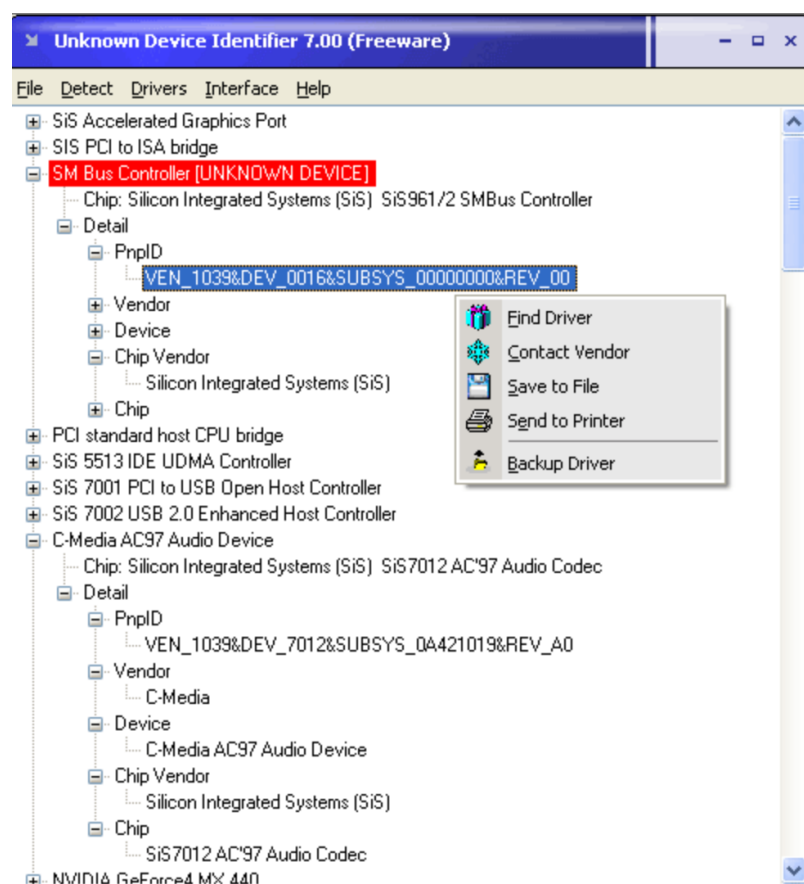 Unknown Device Identifier 7.00 (Freeware)
File Detect Drivers Interface Help
SiS Accelerated Graphics Port
SIS PCI to ISA bridge
SM Bus Controller [UNKNOWN DEVICE]
Chip: Silicon Integrated Systems (SiS) SiS961/2 SMBus Controller
Detail
PnpID
VEN_1039&DEV_0016&SUBSYS_00000000&REV_00
Vendor
Device
Chip Vendor
Silicon Integrated Systems (SiS)
Chip
Find Driver
Contact Vendor
Save to File
Send to Printer
Backup Driver
PCI standard host CPU bridge
SiS 5513 IDE UDMA Controller
SiS 7001 PCI to USB Open Host Controller
SiS 7002 USB 2.0 Enhanced Host Controller
C-Media AC97 Audio Device
Chip: Silicon Integrated Systems (SiS) SiS7012 AC'97 Audio Codec
Detail
PnpID
VEN_1039&DEV_7012&SUBSYS_0A421019&REV_A0
Vendor
C-Media
Device
C-Media AC97 Audio Device
Chip Vendor
Silicon Integrated Systems (SiS)
Chip
SiS7012 AC'97 Audio Codec
NVIDIA GeForce4 MX 440